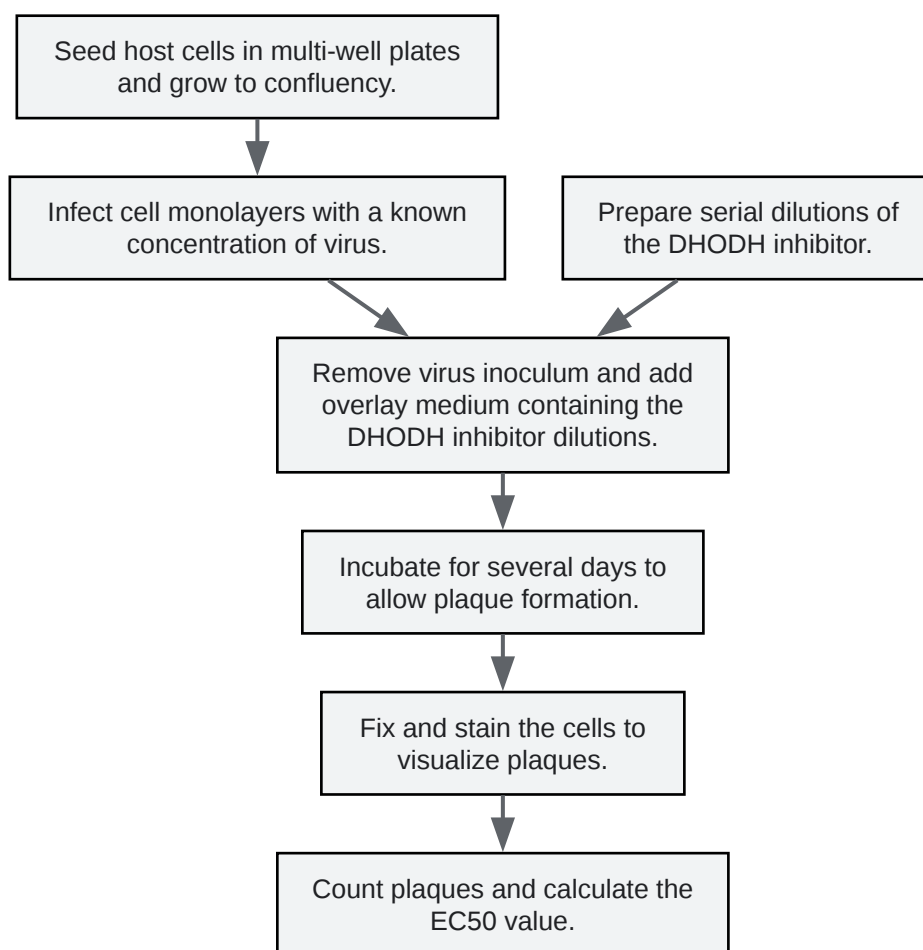 Seed host cells in multi-well plates
and grow to confluency.
Infect cell monolayers with a known
concentration of virus.
Prepare serial dilutions of
the DHODH inhibitor.
Remove virus inoculum and add
overlay medium containing the
DHODH inhibitor dilutions.
Incubate for several days to
allow plaque formation.
Fix and stain the cells to
visualize plaques.
Count plaques and calculate the
EC50 value.